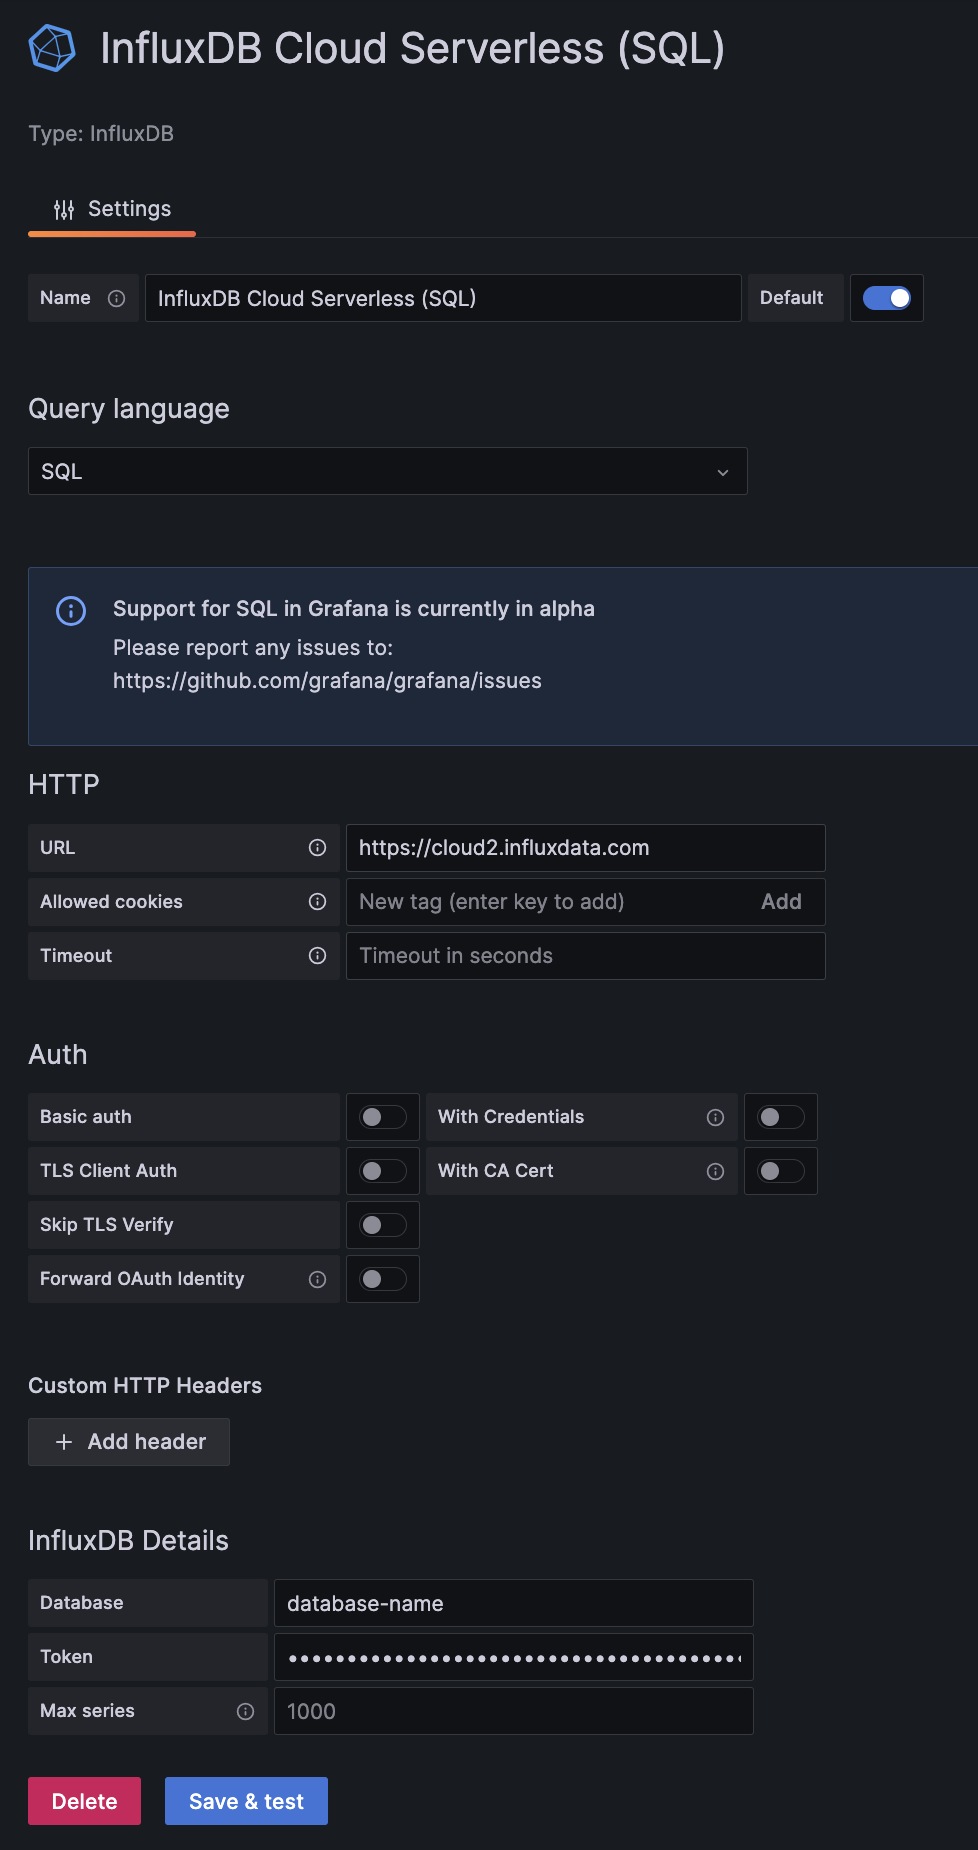 InfluxDB Cloud Serverless (SQL)
Type: InfluxDB
Settings
Name InfluxDB Cloud Serverless (SQL) Default
Query language
SQL
Support for SQL in Grafana is currently in alpha
Please report any issues to:
https://github.com/grafana/grafana/issues
HTTP
URL https://cloud2.influxdata.com
Allowed cookies New tag (enter key to add) Add
Timeout Timeout in seconds
Auth
Basic auth With Credentials
TLS Client Auth With CA Cert
Skip TLS Verify
Forward OAuth Identity
Custom HTTP Headers
+ Add header
InfluxDB Details
Database database-name
Token
Max series 1000
Delete Save & test